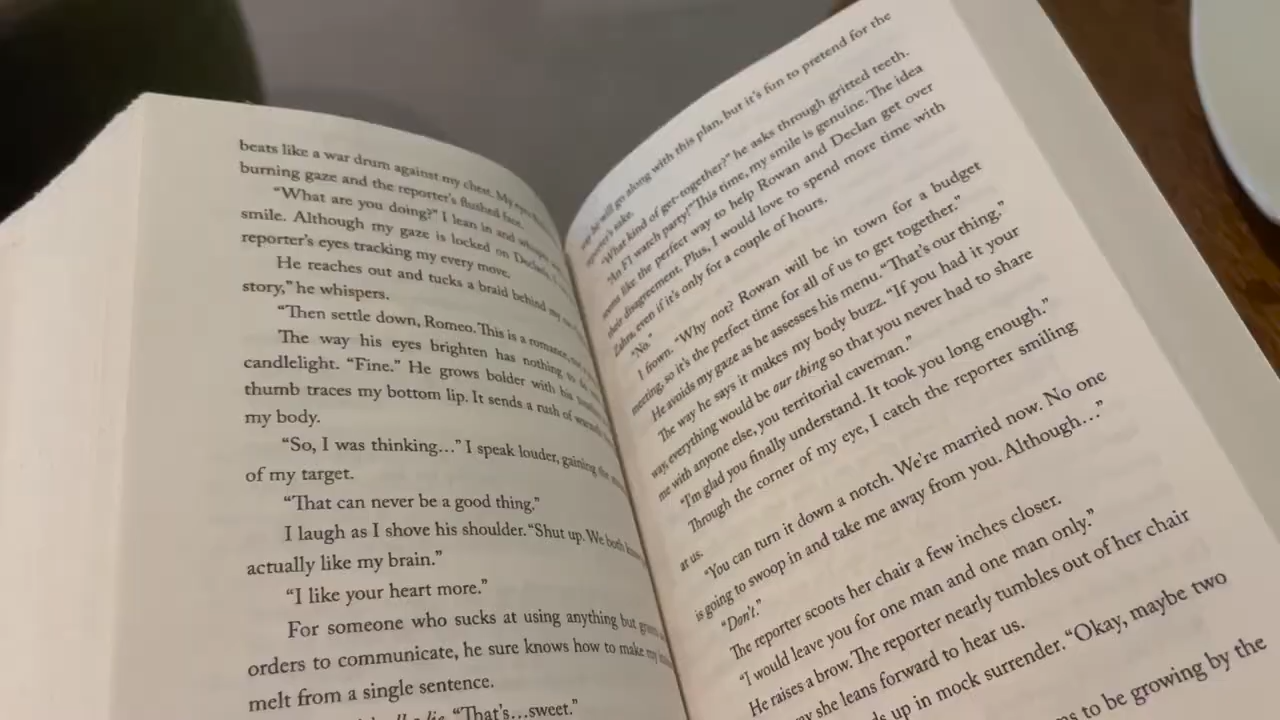 beats like a war drum against my chest. My eyes
burning gaze and the reporter's flushed face.
"What are you doing?" I lean in and
smile. Although my gaze is locked on Declan's,
reporter's eyes tracking my every move.
He reaches out and tucks a braid behind my
story," he whispers.
"Then settle down, Romeo. This is a romance,
The way his eyes brighten has nothing to
candlelight. "Fine." He grows bolder with his
thumb traces my bottom lip. It sends a rush of
my body.
"So, I was thinking…" I speak louder, gaining the
of my target.
"That can never be a good thing."
I laugh as I shove his shoulder. "Shut up. We both
actually like my brain."
"I like your heart more."
For someone who sucks at using anything but
orders to communicate, he sure knows how to make my
melt from a single sentence.
"That's…sweet."
he will go along with this plan, but it's fun to pretend for the
sake.
"What kind of get-together?" he asks through gritted teeth.
"An F1 watch party!" This time, my smile is genuine. The idea
seems like the perfect way to help Rowan and Declan get over
their disagreement. Plus, I would love to spend more time with
Zahra, even if it's only for a couple of hours.
"No."
I frown. "Why not? Rowan will be in town for a budget
meeting, so it's the perfect time for all of us to get together."
He avoids my gaze as he assesses his menu. "That's our thing."
The way he says it makes my body buzz. "If you had it your
way, everything would be our thing so that you never had to share
me with anyone else, you territorial caveman."
"I'm glad you finally understand. It took you long enough."
Through the corner of my eye, I catch the reporter smiling
at us.
"You can turn it down a notch. We're married now. No one
is going to swoop in and take me away from you. Although…"
"Don't."
The reporter scoots her chair a few inches closer.
"I would leave you for one man and one man only."
He raises a brow. The reporter nearly tumbles out of her chair
she leans forward to hear us.
up in mock surrender. "Okay, maybe two
to be growing by the